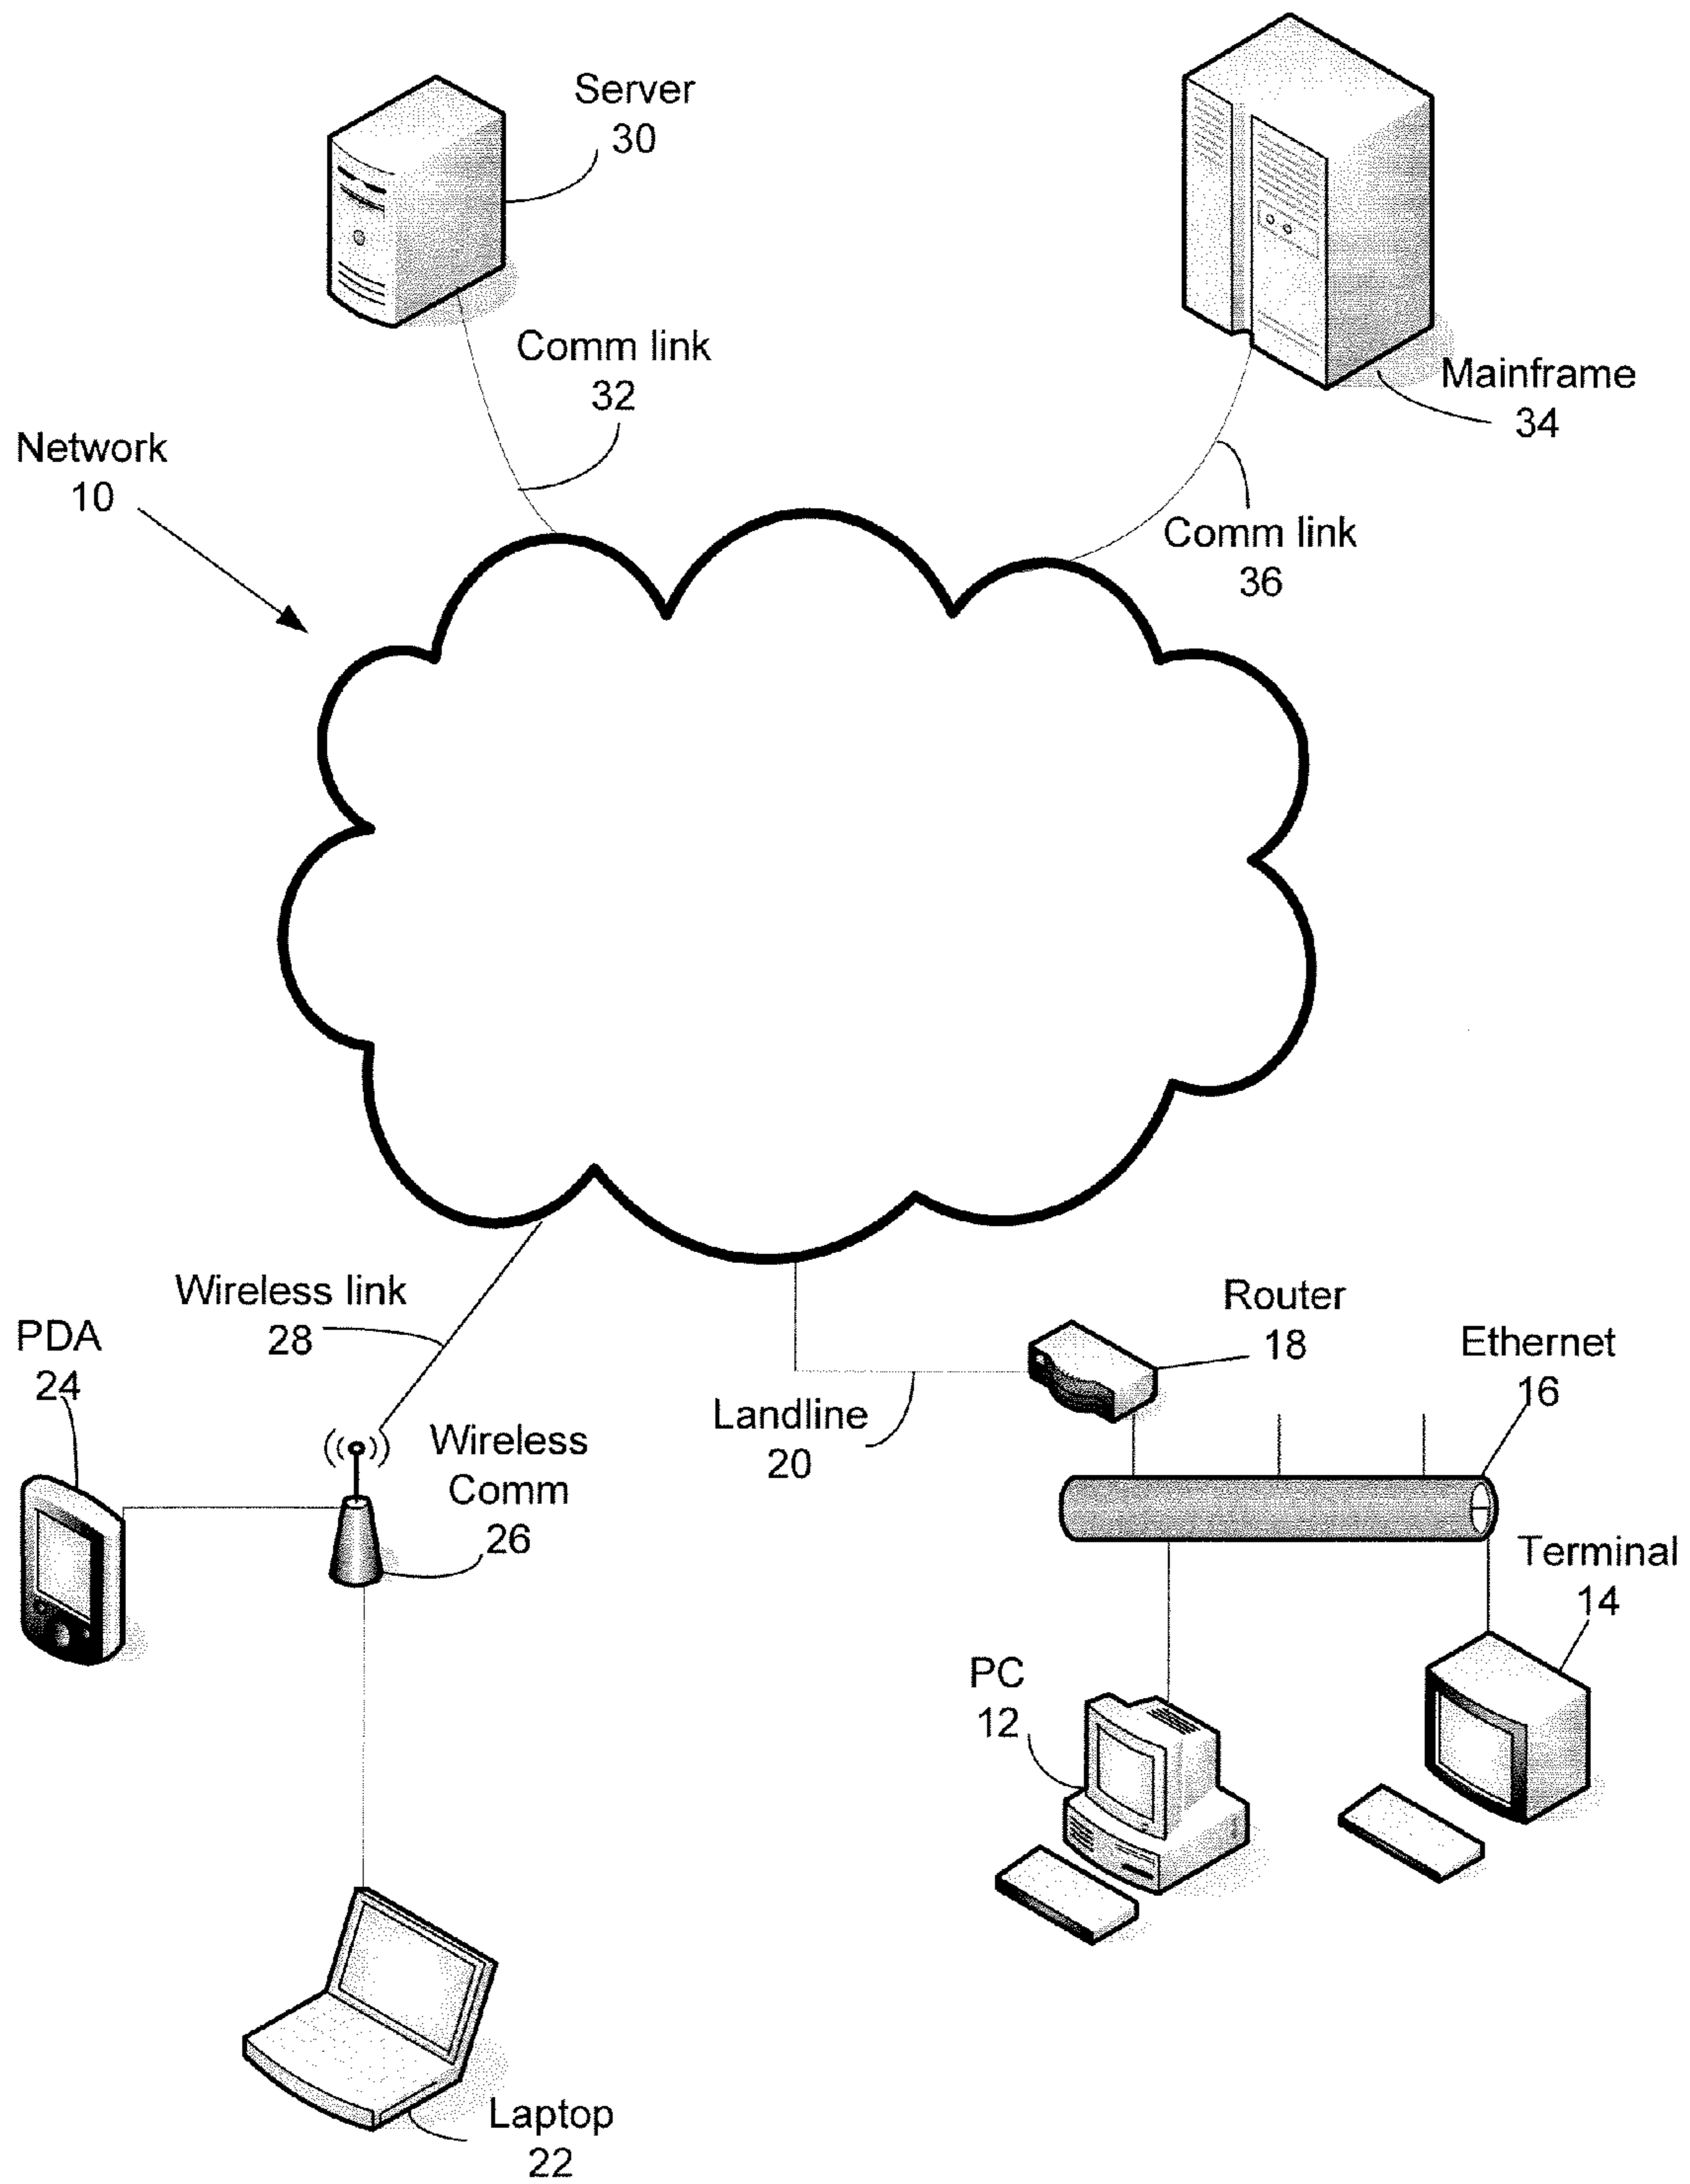 Server
30
Comm link
32
Mainframe
34
Network
10
Comm link
36
Wireless link
28
PDA
24
Wireless
Comm
26
Landline
20
Router
18
Ethernet
16
Terminal
14
PC
12
Laptop
22